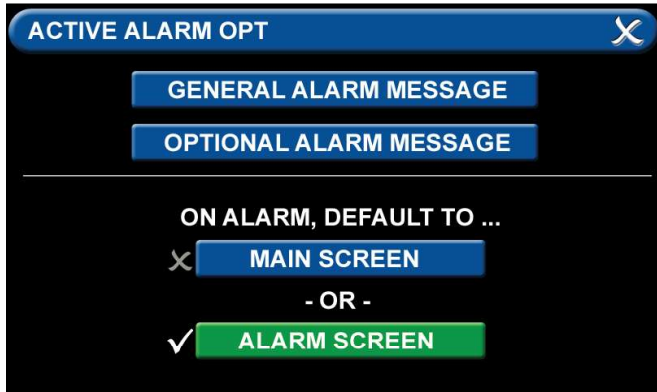 ACTIVE ALARM OPT
GENERAL ALARM MESSAGE
OPTIONAL ALARM MESSAGE
ON ALARM, DEFAULT TO ...
MAIN SCREEN
- OR -
ALARM SCREEN